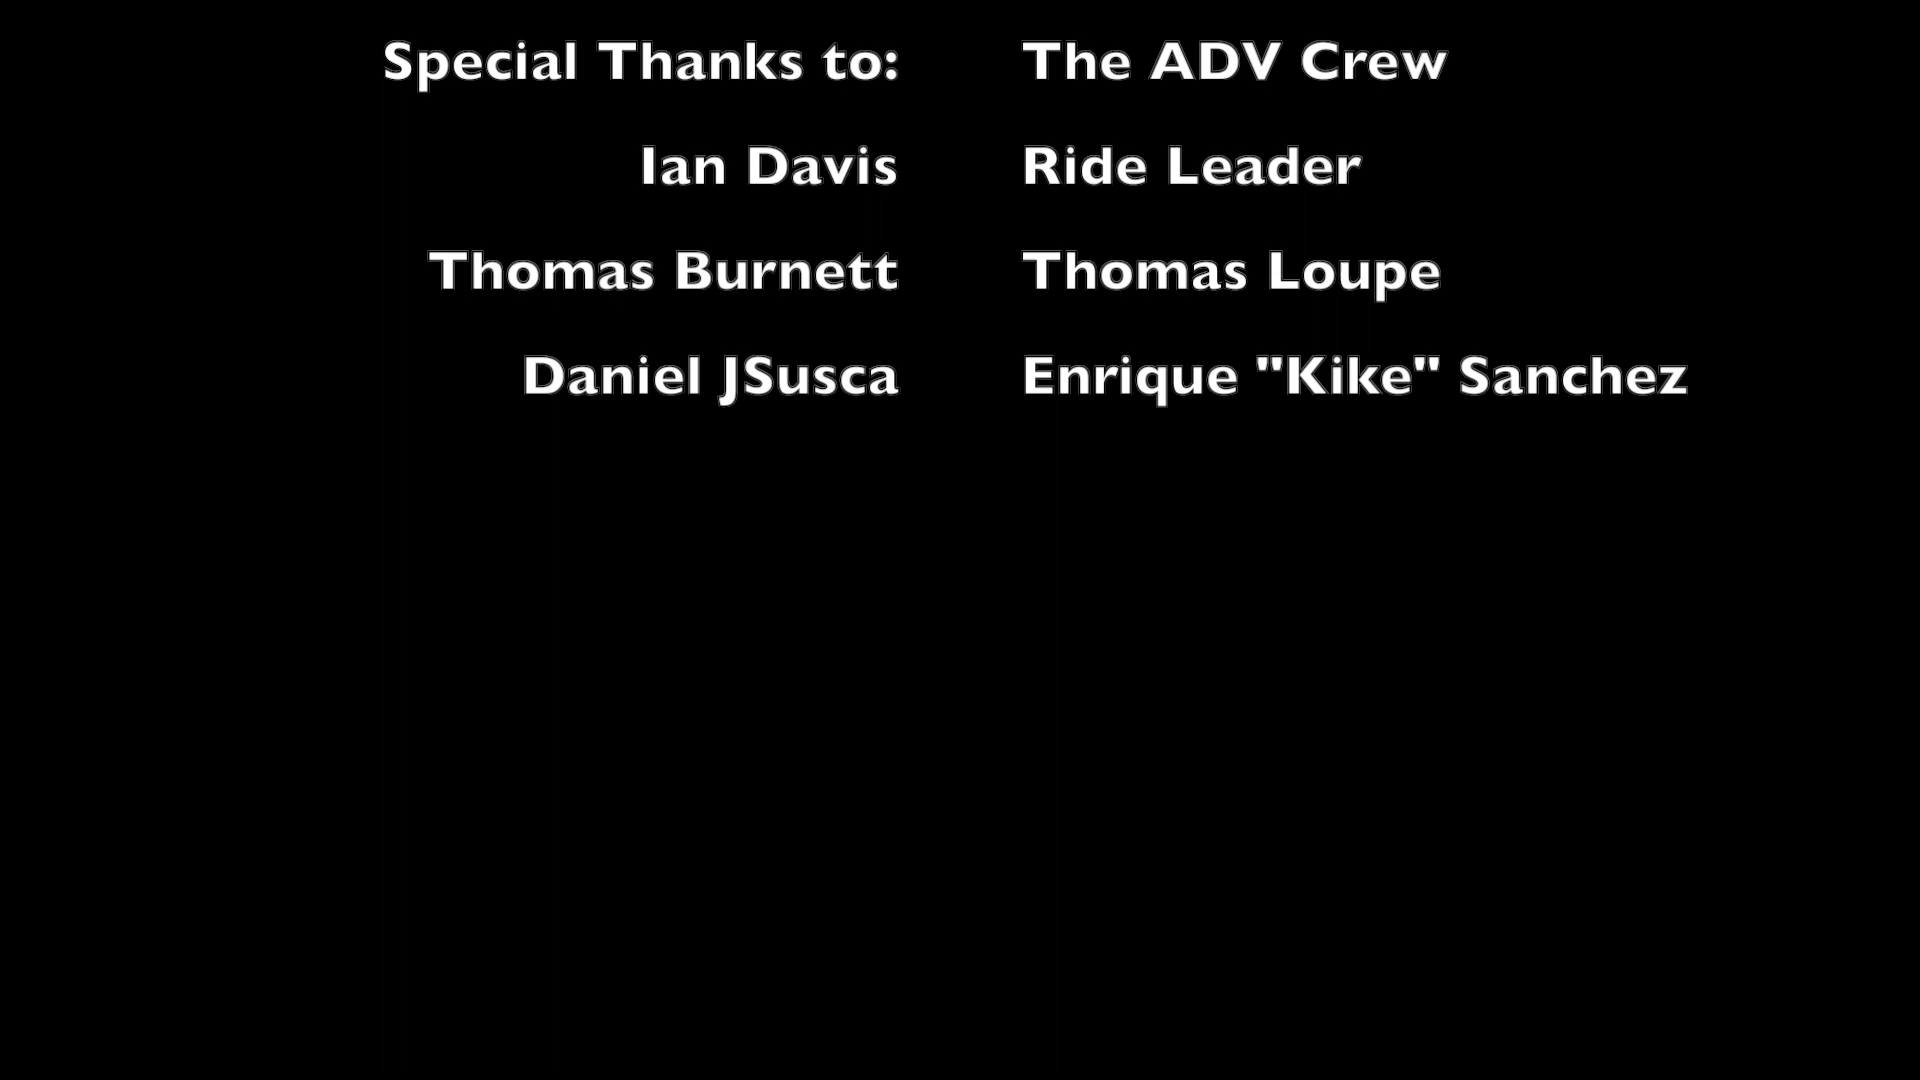 Special Thanks to: The ADV Crew
Ian Davis Ride Leader
Thomas Burnett Thomas Loupe
Daniel JSusca Enrique "Kike" Sanchez